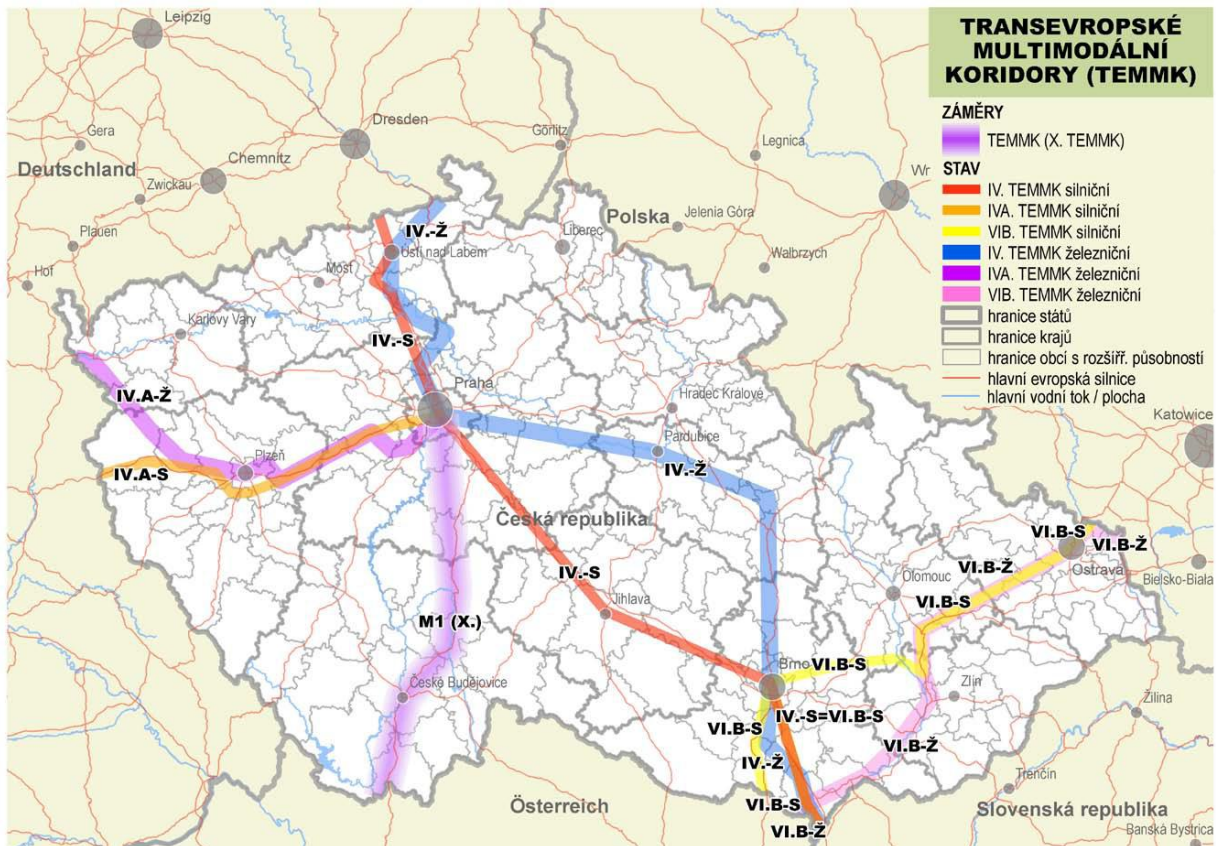 TRANSEVROPSKÉ
MULTIMODÁLNÍ
KORIDORY (TEMMK)
ZÁMĚRY
TEMMK (X. TEMMK)
STAV
IV. TEMMK silniční
IVA. TEMMK silniční
VIB. TEMMK silniční
IV. TEMMK železniční
IVA. TEMMK železniční
VIB. TEMMK železniční
hranice států
hranice krajů
hranice obcí s rozšíř. působností
hlavní evropská silnice
hlavní vodní tok / plocha
Leipzig
Dresden
Görlitz
Legnica
Gera
Chemnitz
Deutschland
Zwickau
Wr
Plauen
Hof
Polska
Jelenia Góra
Wałbrzych
Liberec
IV.-Ž
Ústí nad Labem
Most
Karlovy Vary
IV.-S
Praha
Hradec Králové
Pardubice
IV.-Ž
Katowice
IV.A-Ž
Plzeň
IV.A-S
Česká republika
VI.B-S
VI.B-Ž
Ostrava
Bielsko-Biała
VI.B-Ž
Olomouc
VI.B-S
IV.-S
Jihlava
M1 (X.)
České Budějovice
Brno
VI.B-S
Zlín
Žilina
IV.-S=VI.B-S
VI.B-S
VI.B-Ž
IV.-Ž
Trenčín
VI.B-S
Österreich
Slovenská republika
VI.B-Ž
Banská Bystrica